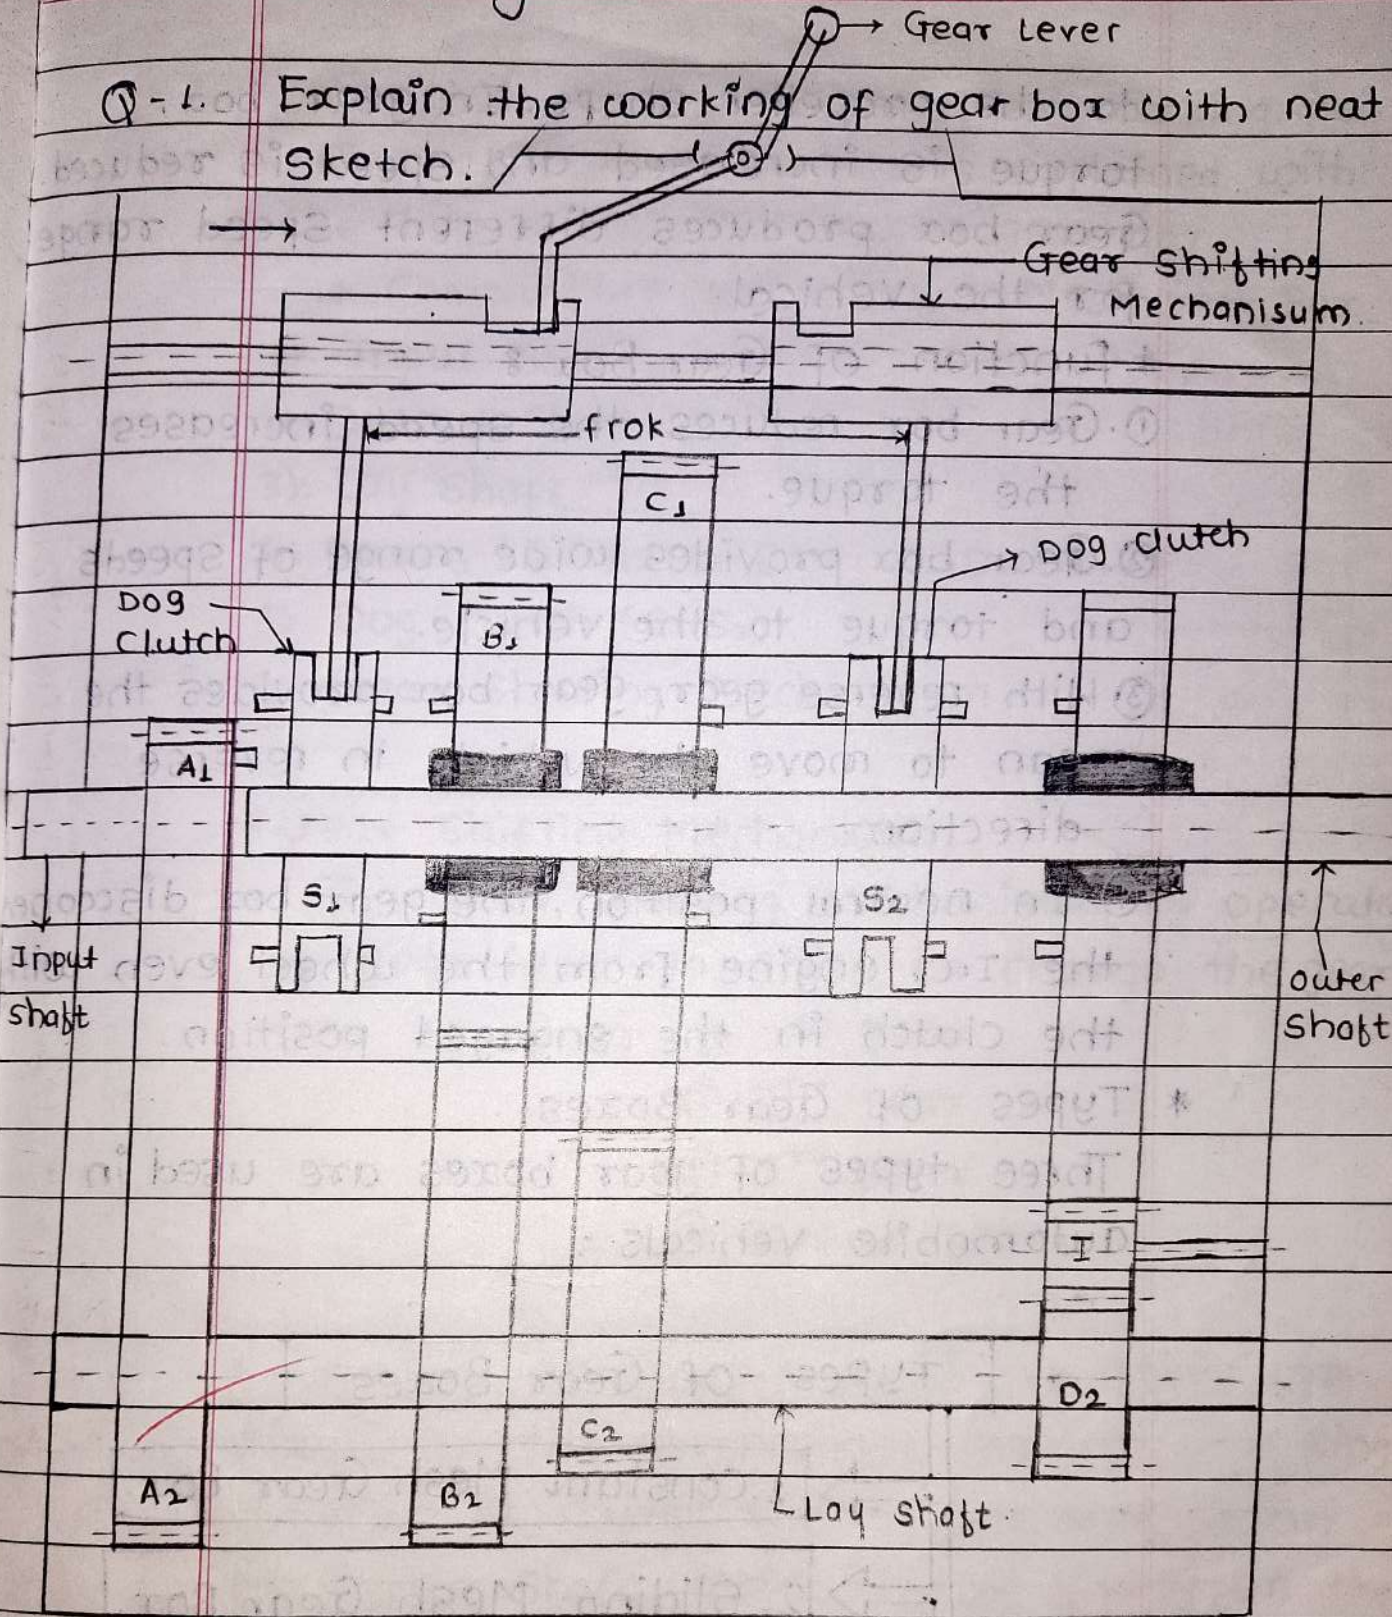 Gear Lever
Q-1. Explain the woorking of gear box with neat
Sketch.
Gear Shifting
Mechanisum.
frok
C1
Dog Clutch
Dog
Clutch
B1
A1
S1
S2
Input
Shaft
outer
Shaft
I
D2
C2
A2
B2
Lay shaft.